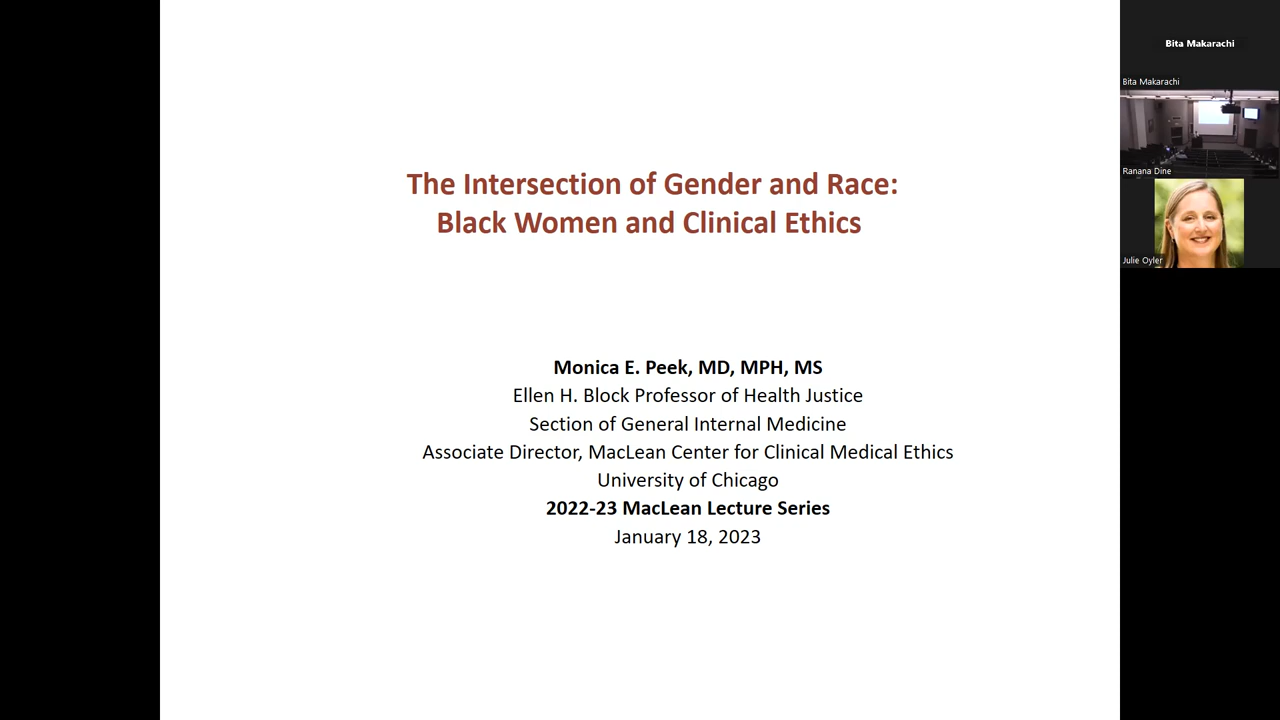 The Intersection of Gender and Race:
Black Women and Clinical Ethics
Monica E. Peek, MD, MPH, MS
Ellen H. Block Professor of Health Justice
Section of General Internal Medicine
Associate Director, MacLean Center for Clinical Medical Ethics
University of Chicago
2022-23 MacLean Lecture Series
January 18, 2023
Bita Makarachi
Bita Makarachi
Ranana Dine
Julie Oyler